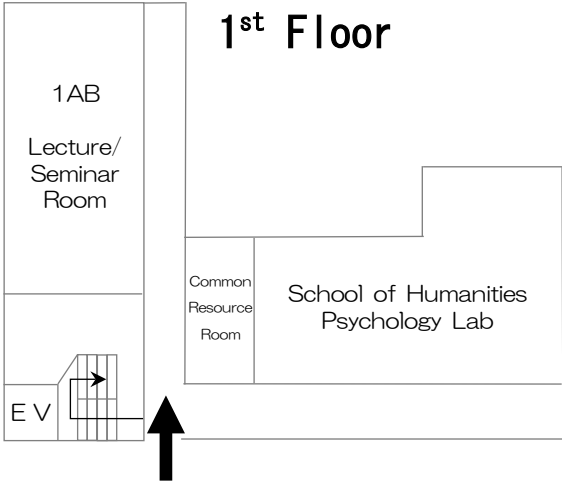 1st Floor
1AB
Lecture/
Seminar
Room
Common
Resource
Room
School of Humanities
Psychology Lab
EV